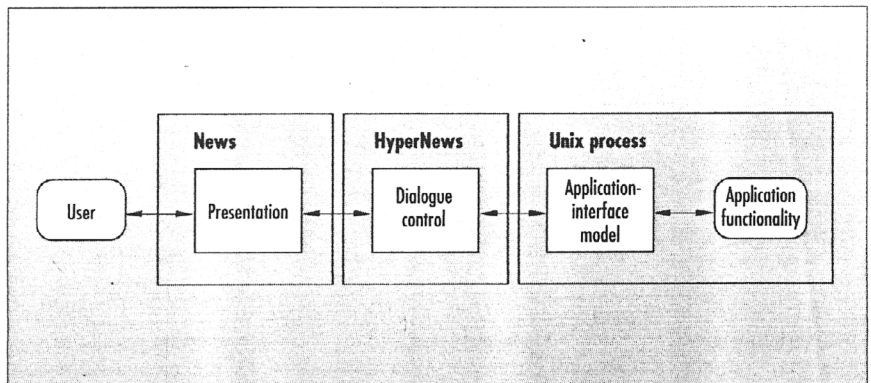 News
HyperNews
Unix process
User
Presentation
Dialogue
control
Application-
interface
model
Application
functionality